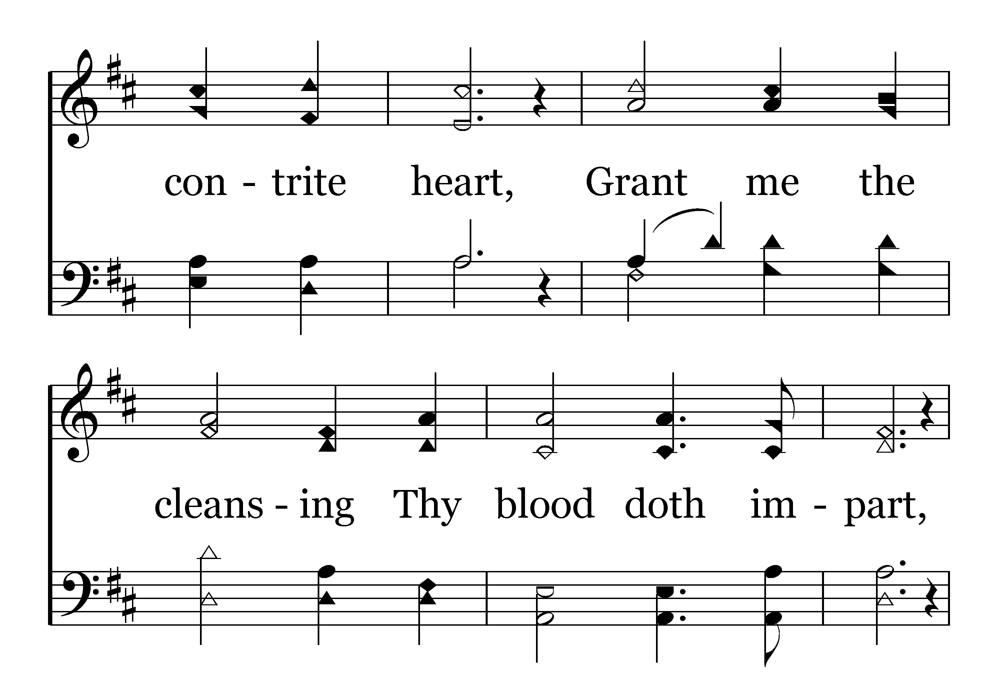 con - trite heart, Grant me the
cleans - ing Thy blood doth im - part,